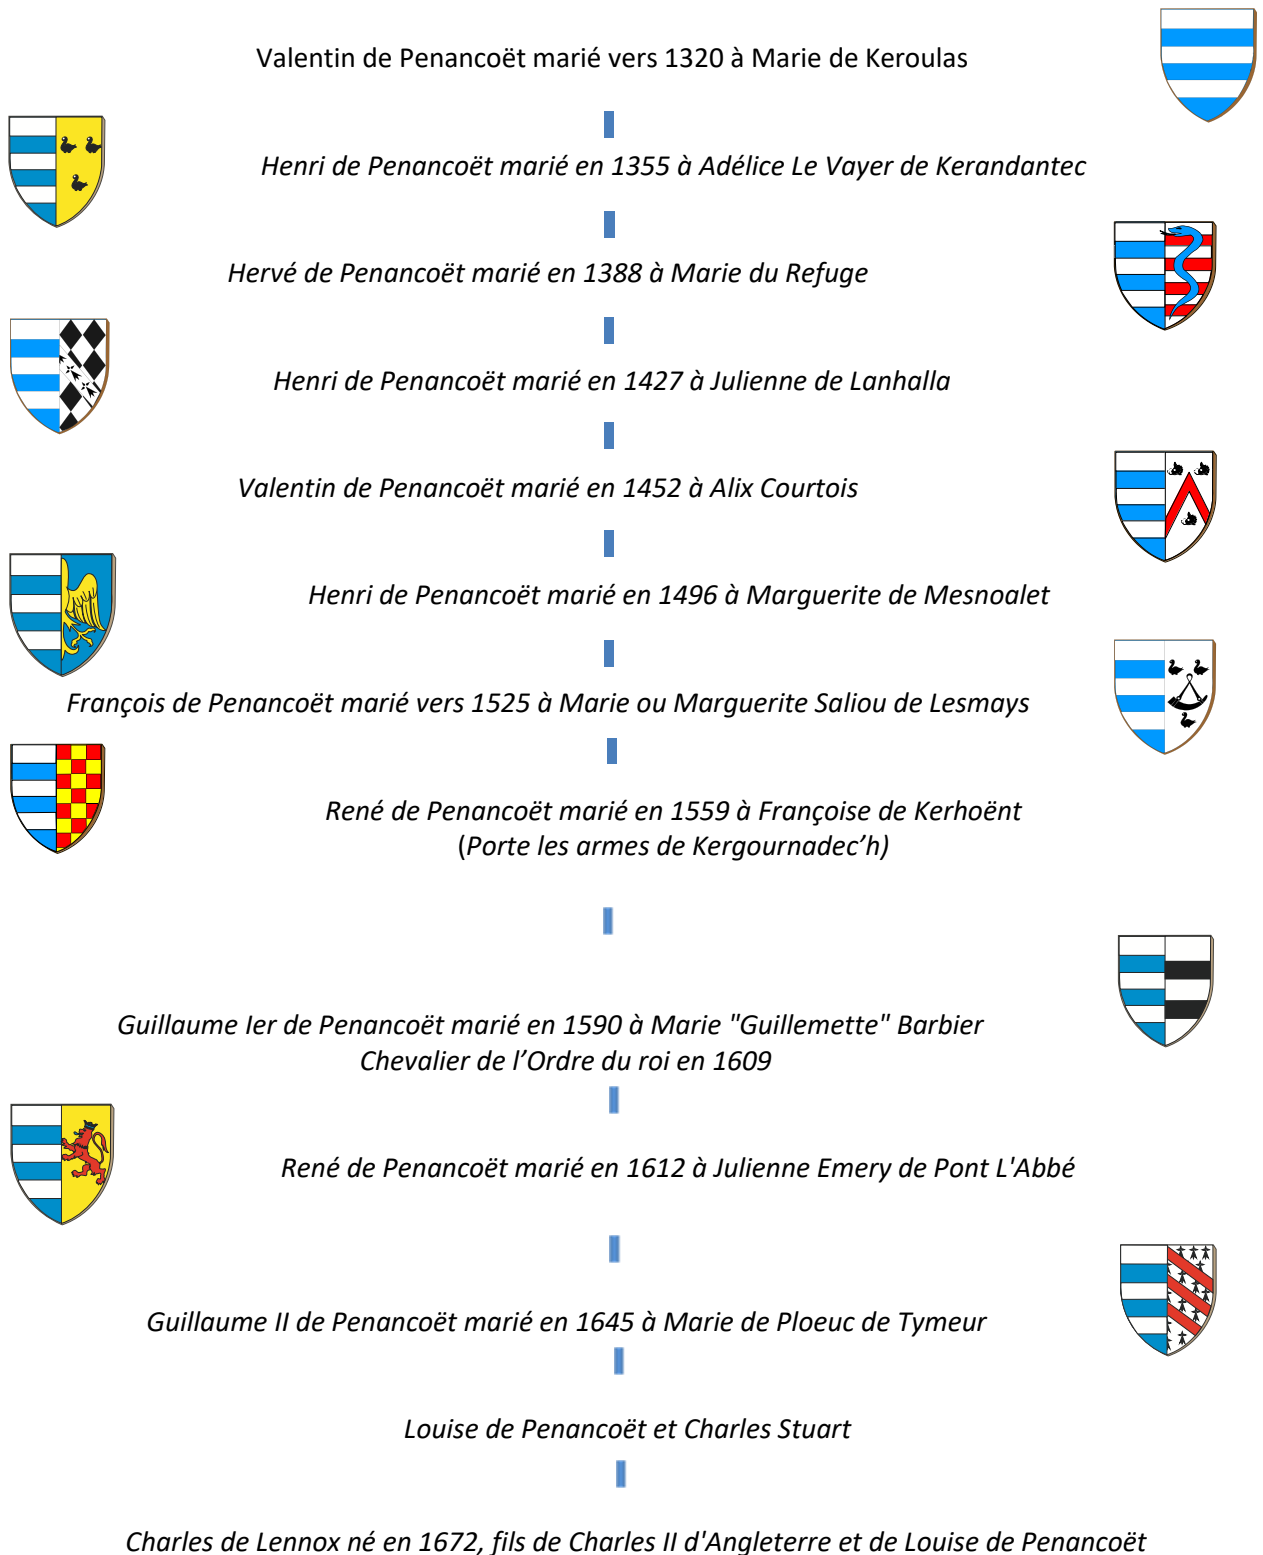 Valentin de Penancoët marié vers 1320 à Marie de Keroulas
Henri de Penancoët marié en 1355 à Adélice Le Vayer de Kerandantec
Hervé de Penancoët marié en 1388 à Marie du Refuge
Henri de Penancoët marié en 1427 à Julienne de Lanhalla
Valentin de Penancoët marié en 1452 à Alix Courtois
Henri de Penancoët marié en 1496 à Marguerite de Mesnoalet
François de Penancoët marié vers 1525 à Marie ou Marguerite Saliou de Lesmays
René de Penancoët marié en 1559 à Françoise de Kerhoënt
(Porte les armes de Kergournadec’h)
Guillaume Ier de Penancoët marié en 1590 à Marie "Guillemette" Barbier
Chevalier de l’Ordre du roi en 1609
René de Penancoët marié en 1612 à Julienne Emery de Pont L'Abbé
Guillaume II de Penancoët marié en 1645 à Marie de Ploeuc de Tymeur
Louise de Penancoët et Charles Stuart
Charles de Lennox né en 1672, fils de Charles II d'Angleterre et de Louise de Penancoët